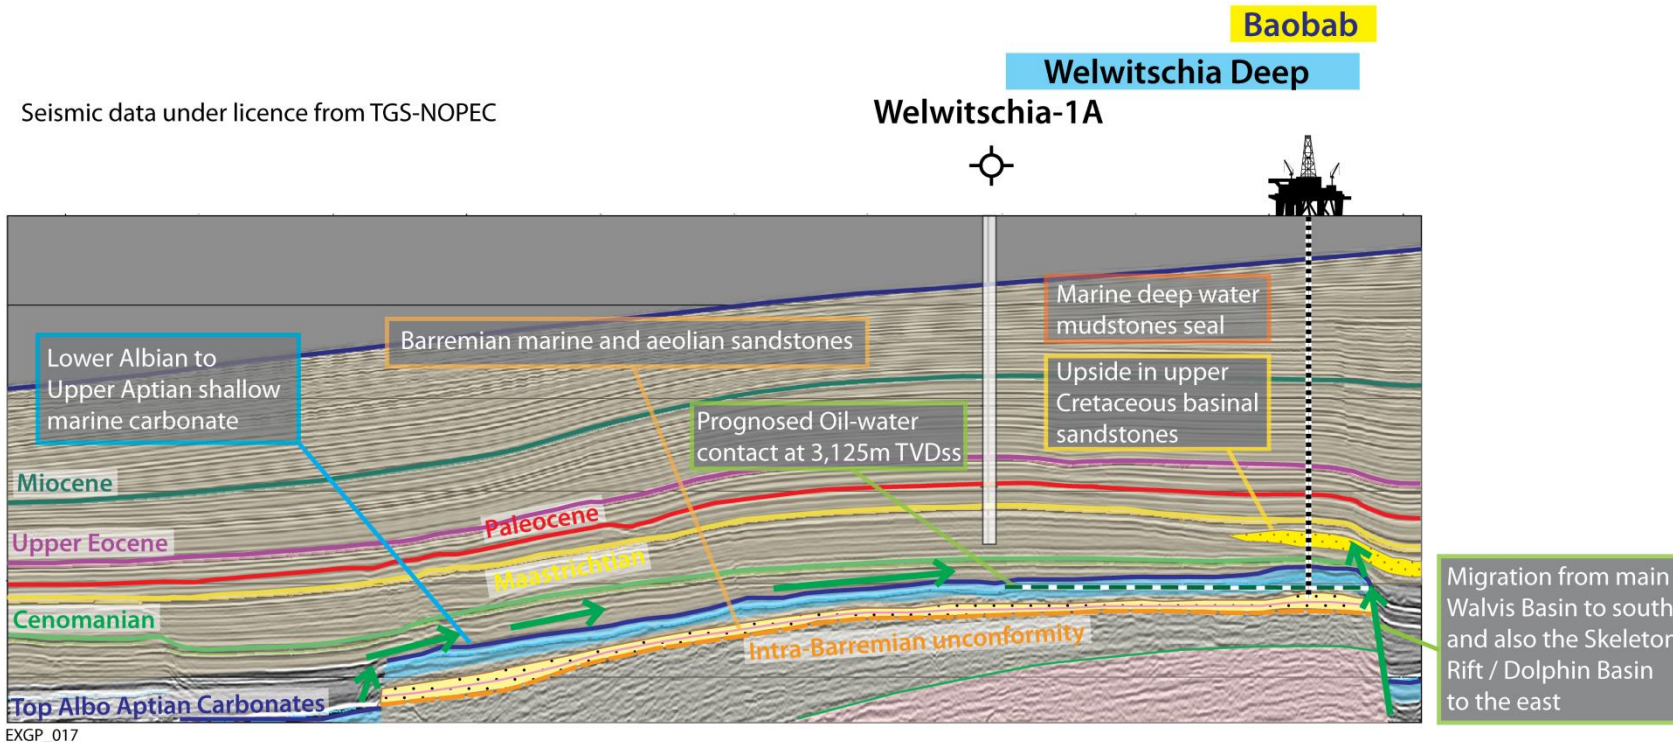 Baobab
Welwitschia Deep
Seismic data under licence from TGS-NOPEC
Welwitschia-1A
Marine deep water
mudstones seal
Barremian marine and aeolian sandstones
Lower Albian to
Upper Aptian shallow
marine carbonate
Upside in upper
Cretaceous basinal
sandstones
Prognosed Oil-water
contact at 3,125m TVDss
Miocene
Paleocene
Upper Eocene
Maastrichtian
Cenomanian
Intra-Barremian unconformity
Top Albo Aptian Carbonates
Migration from main
Walvis Basin to south
and also the Skeleton
Rift / Dolphin Basin
to the east
EXGP_017